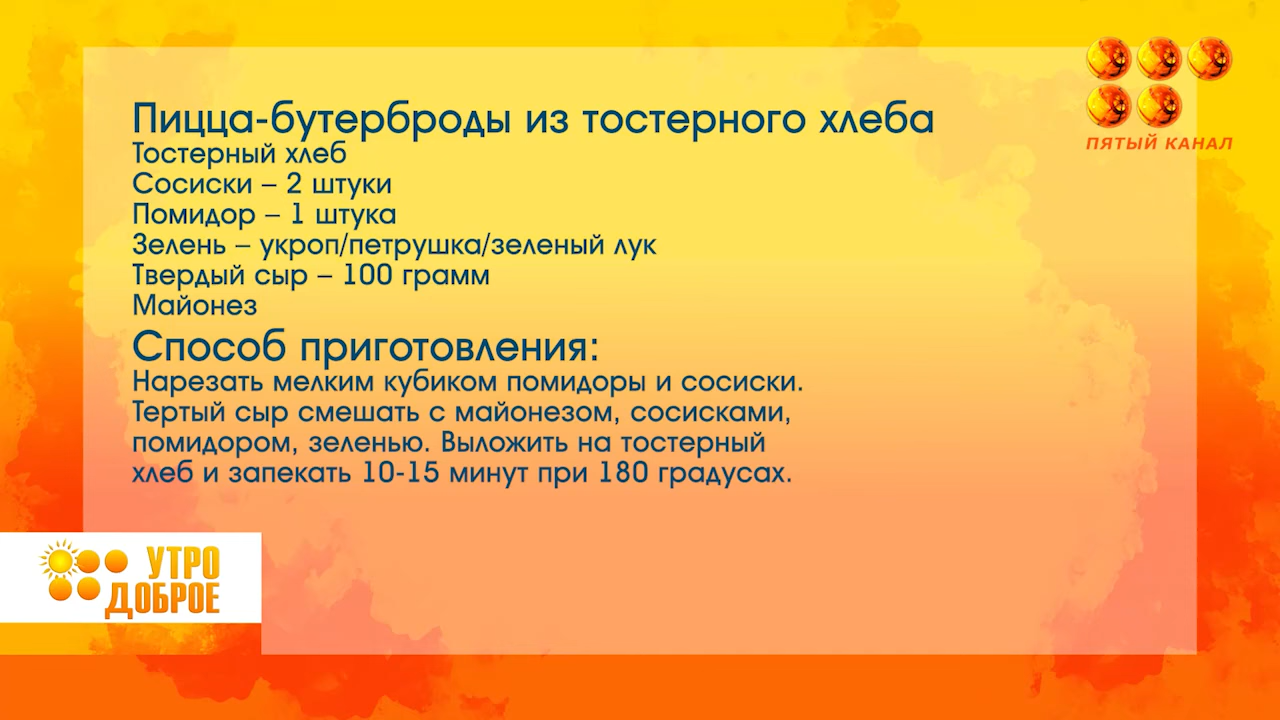 Пицца-бутерброды из тостерного хлеба
Тостерный хлеб
Сосиски – 2 штуки
Помидор – 1 штука
Зелень – укроп/петрушка/зеленый лук
Твердый сыр – 100 грамм
Майонез
Способ приготовления:
Нарезать мелким кубиком помидоры и сосиски.
Тертый сыр смешать с майонезом, сосисками,
помидором, зеленью. Выложить на тостерный
хлеб и запекать 10-15 минут при 180 градусах.
ПЯТЫЙ КАНАЛ
УТРО
ДОБРОЕ